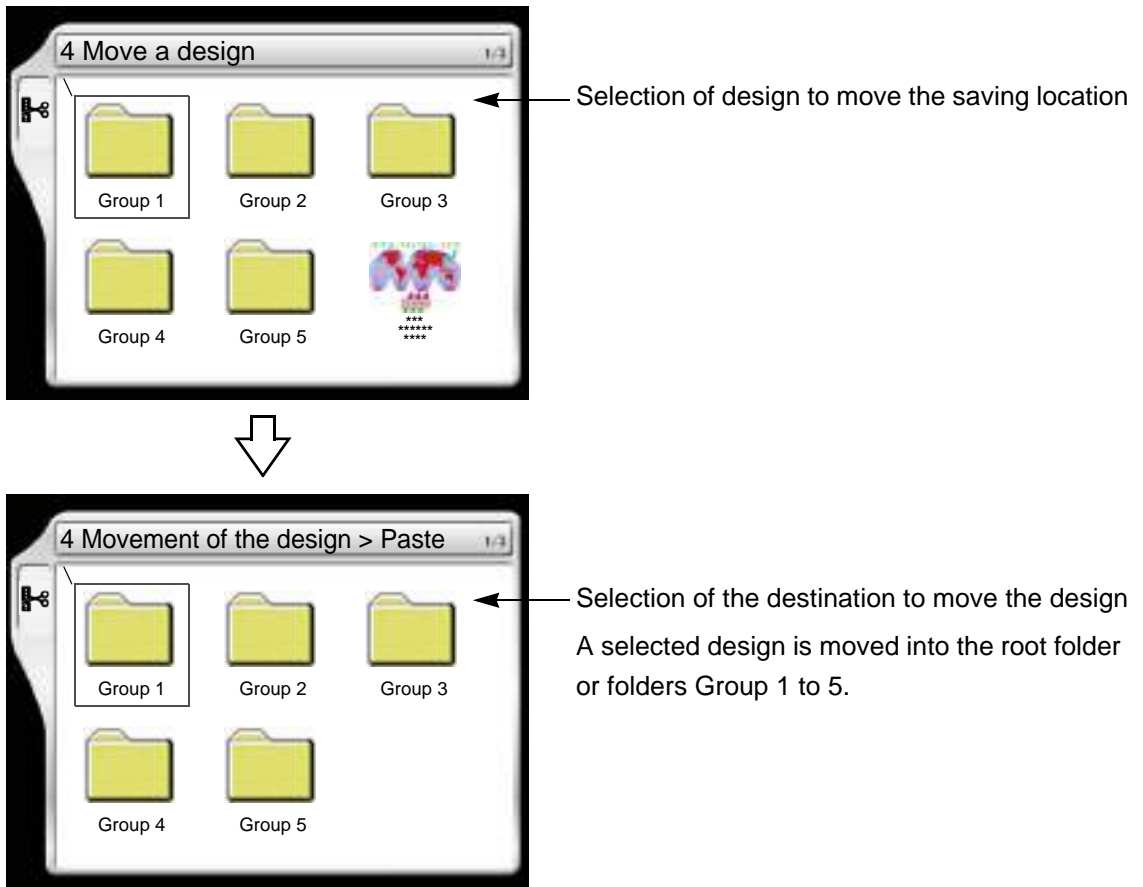 4 Move a design
1/3
Selection of design to move the saving location
Group 1
Group 2
Group 3
Group 4
Group 5
***
******
****
4 Movement of the design > Paste
1/3
Selection of the destination to move the design
A selected design is moved into the root folder
or folders Group 1 to 5.
Group 1
Group 2
Group 3
Group 4
Group 5